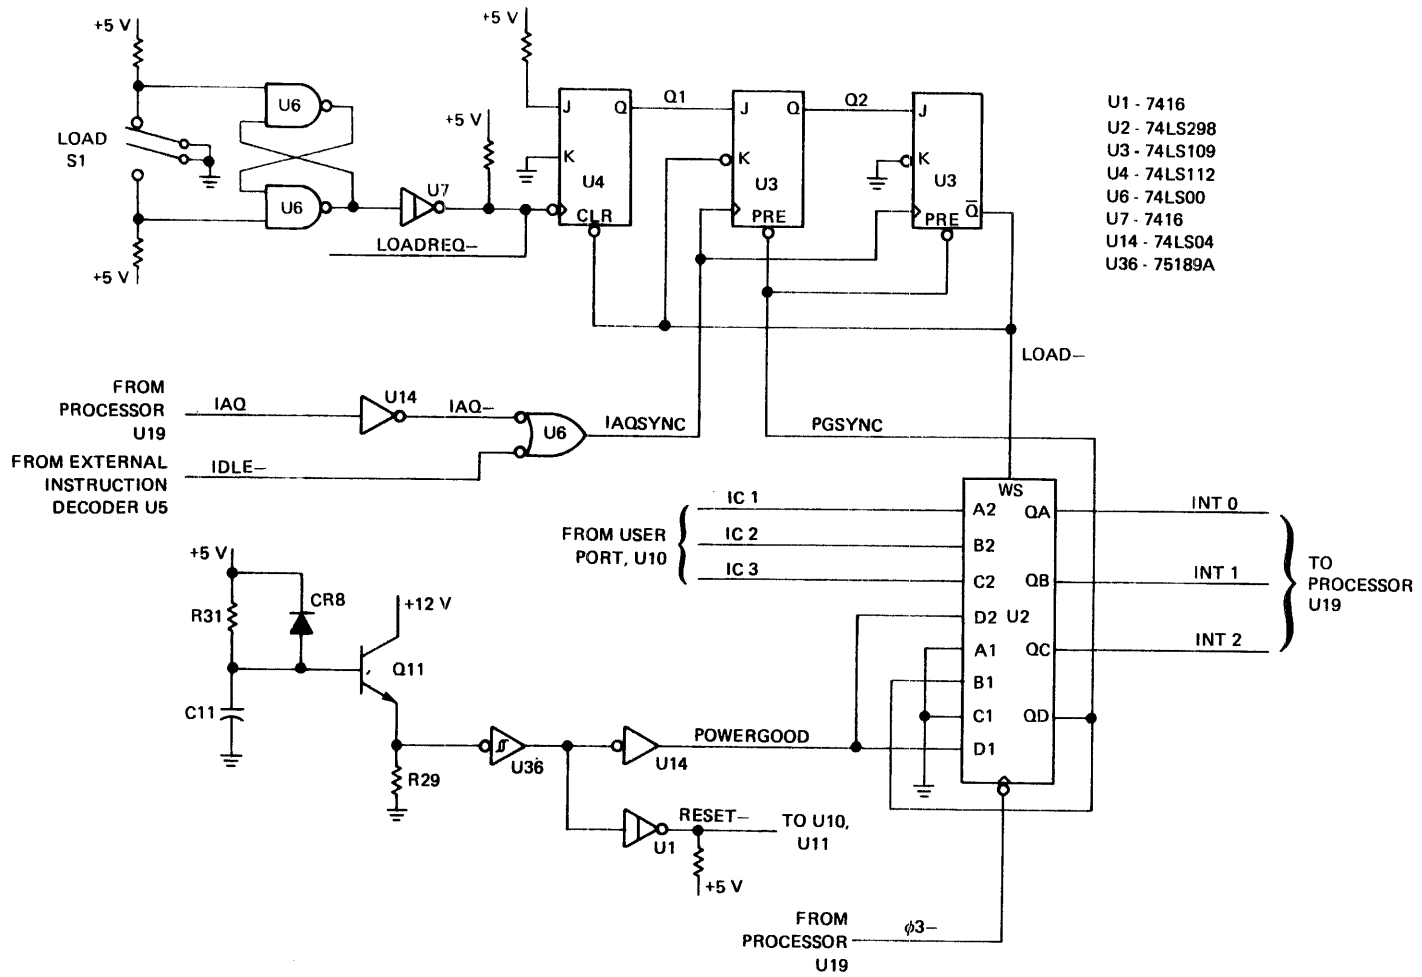 +5 V
LOAD
S1
+5 V
U6
U6
U7
+5 V
LOADREQ–
+5 V
J
Q
K
U4
CLR
Q1
J
Q
K
U3
PRE
Q2
J
K
U3
PRE
Q̅
U1 - 7416
U2 - 74LS298
U3 - 74LS109
U4 - 74LS112
U6 - 74LS00
U7 - 7416
U14 - 74LS04
U36 - 75189A
LOAD–
FROM
PROCESSOR
U19
IAQ
U14
IAQ–
U6
IAQSYNC
PGSYNC
FROM EXTERNAL
INSTRUCTION
DECODER U5
IDLE–
FROM USER
PORT, U10
IC 1
IC 2
IC 3
WS
A2
B2
C2
D2
A1
B1
C1
D1
U2
QA
QB
QC
QD
INT 0
INT 1
INT 2
TO
PROCESSOR
U19
+5 V
R31
CR8
+12 V
Q11
C11
R29
U36
U14
POWERGOOD
U1
RESET–
TO U10,
U11
+5 V
FROM
PROCESSOR
U19
ϕ3–